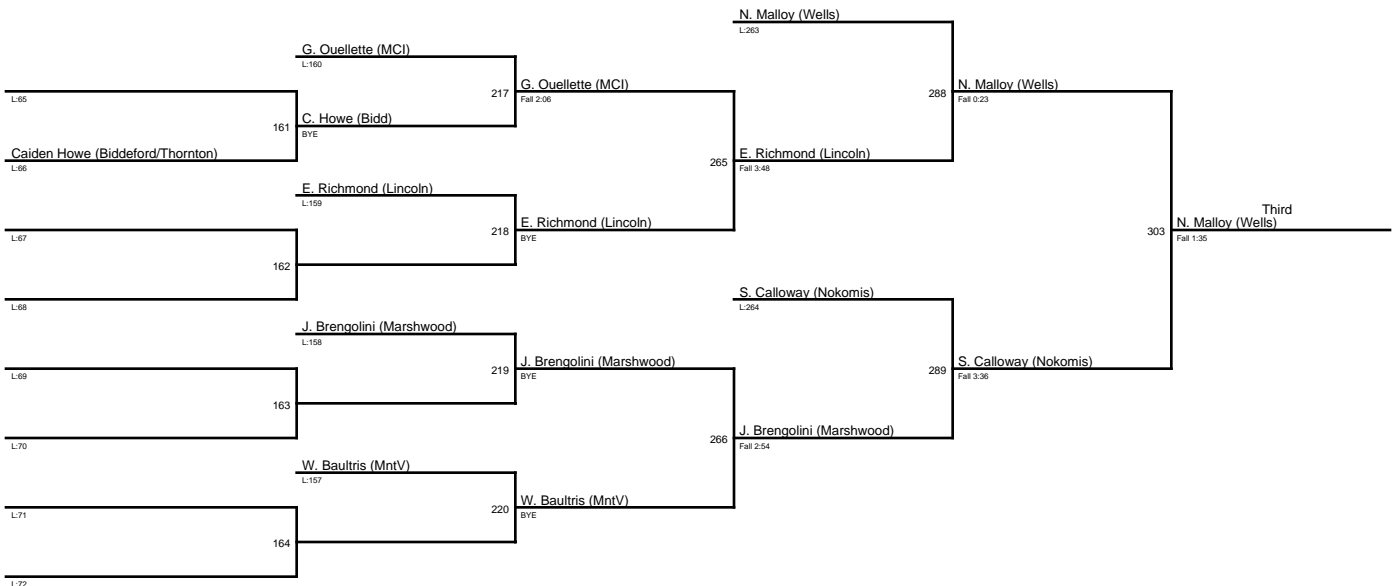 N. Malloy (Wells)
L:263
G. Ouellette (MCI)
L:160
L:65
217
G. Ouellette (MCI)
Fall 2:06
288
N. Malloy (Wells)
Fall 0:23
161
C. Howe (Bidd)
BYE
Caiden Howe (Biddeford/Thornton)
L:66
265
E. Richmond (Lincoln)
Fall 3:48
E. Richmond (Lincoln)
L:159
Third
L:67
218
E. Richmond (Lincoln)
BYE
303
N. Malloy (Wells)
Fall 1:35
162
L:68
S. Calloway (Nokomis)
L:264
J. Brengolini (Marshwood)
L:158
L:69
219
J. Brengolini (Marshwood)
BYE
289
S. Calloway (Nokomis)
Fall 3:36
163
L:70
266
J. Brengolini (Marshwood)
Fall 2:54
W. Baultris (MntV)
L:157
L:71
220
W. Baultris (MntV)
BYE
164
L:72